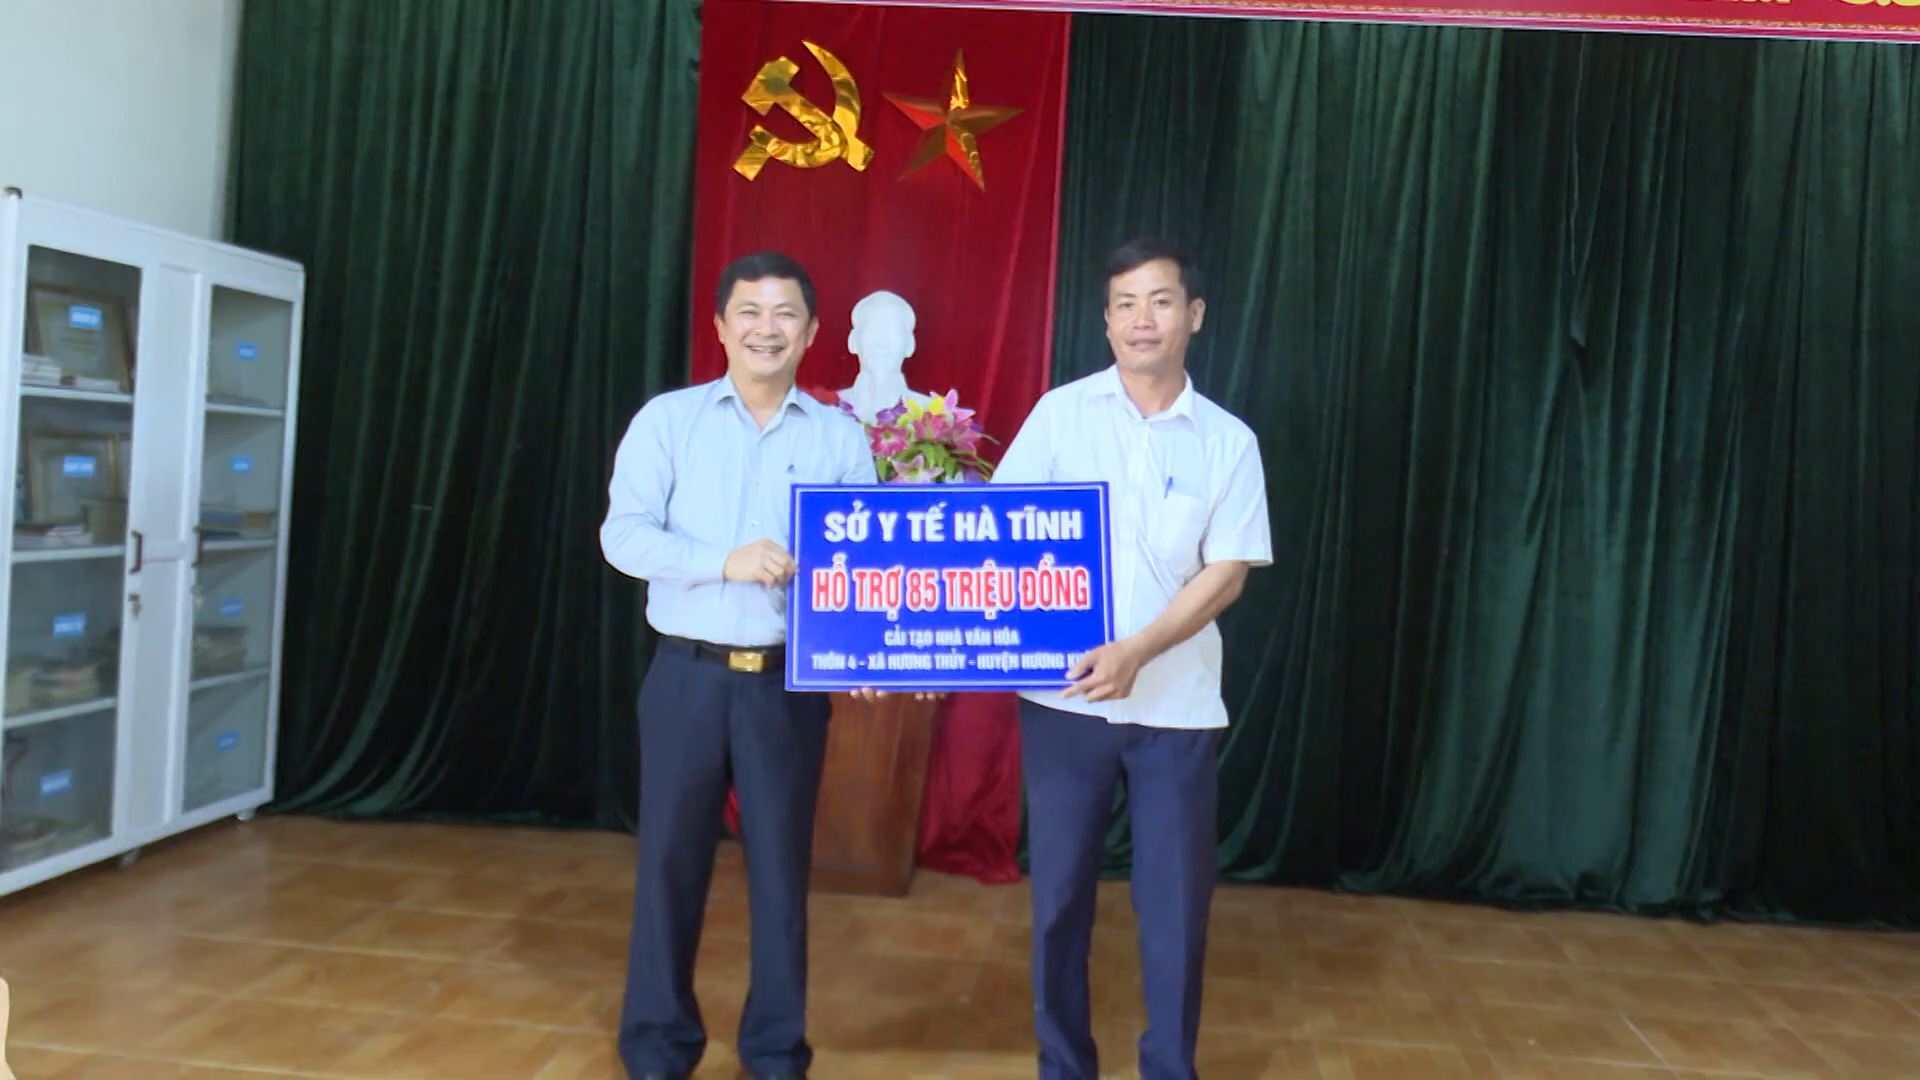 SỞ Y TẾ HÀ TĨNH
HỖ TRỢ 85 TRIỆU ĐỒNG
CẢI TẠO NHÀ VĂN HÓA
THÔN 4 - XÃ HƯƠNG THỦY - HUYỆN HƯƠNG